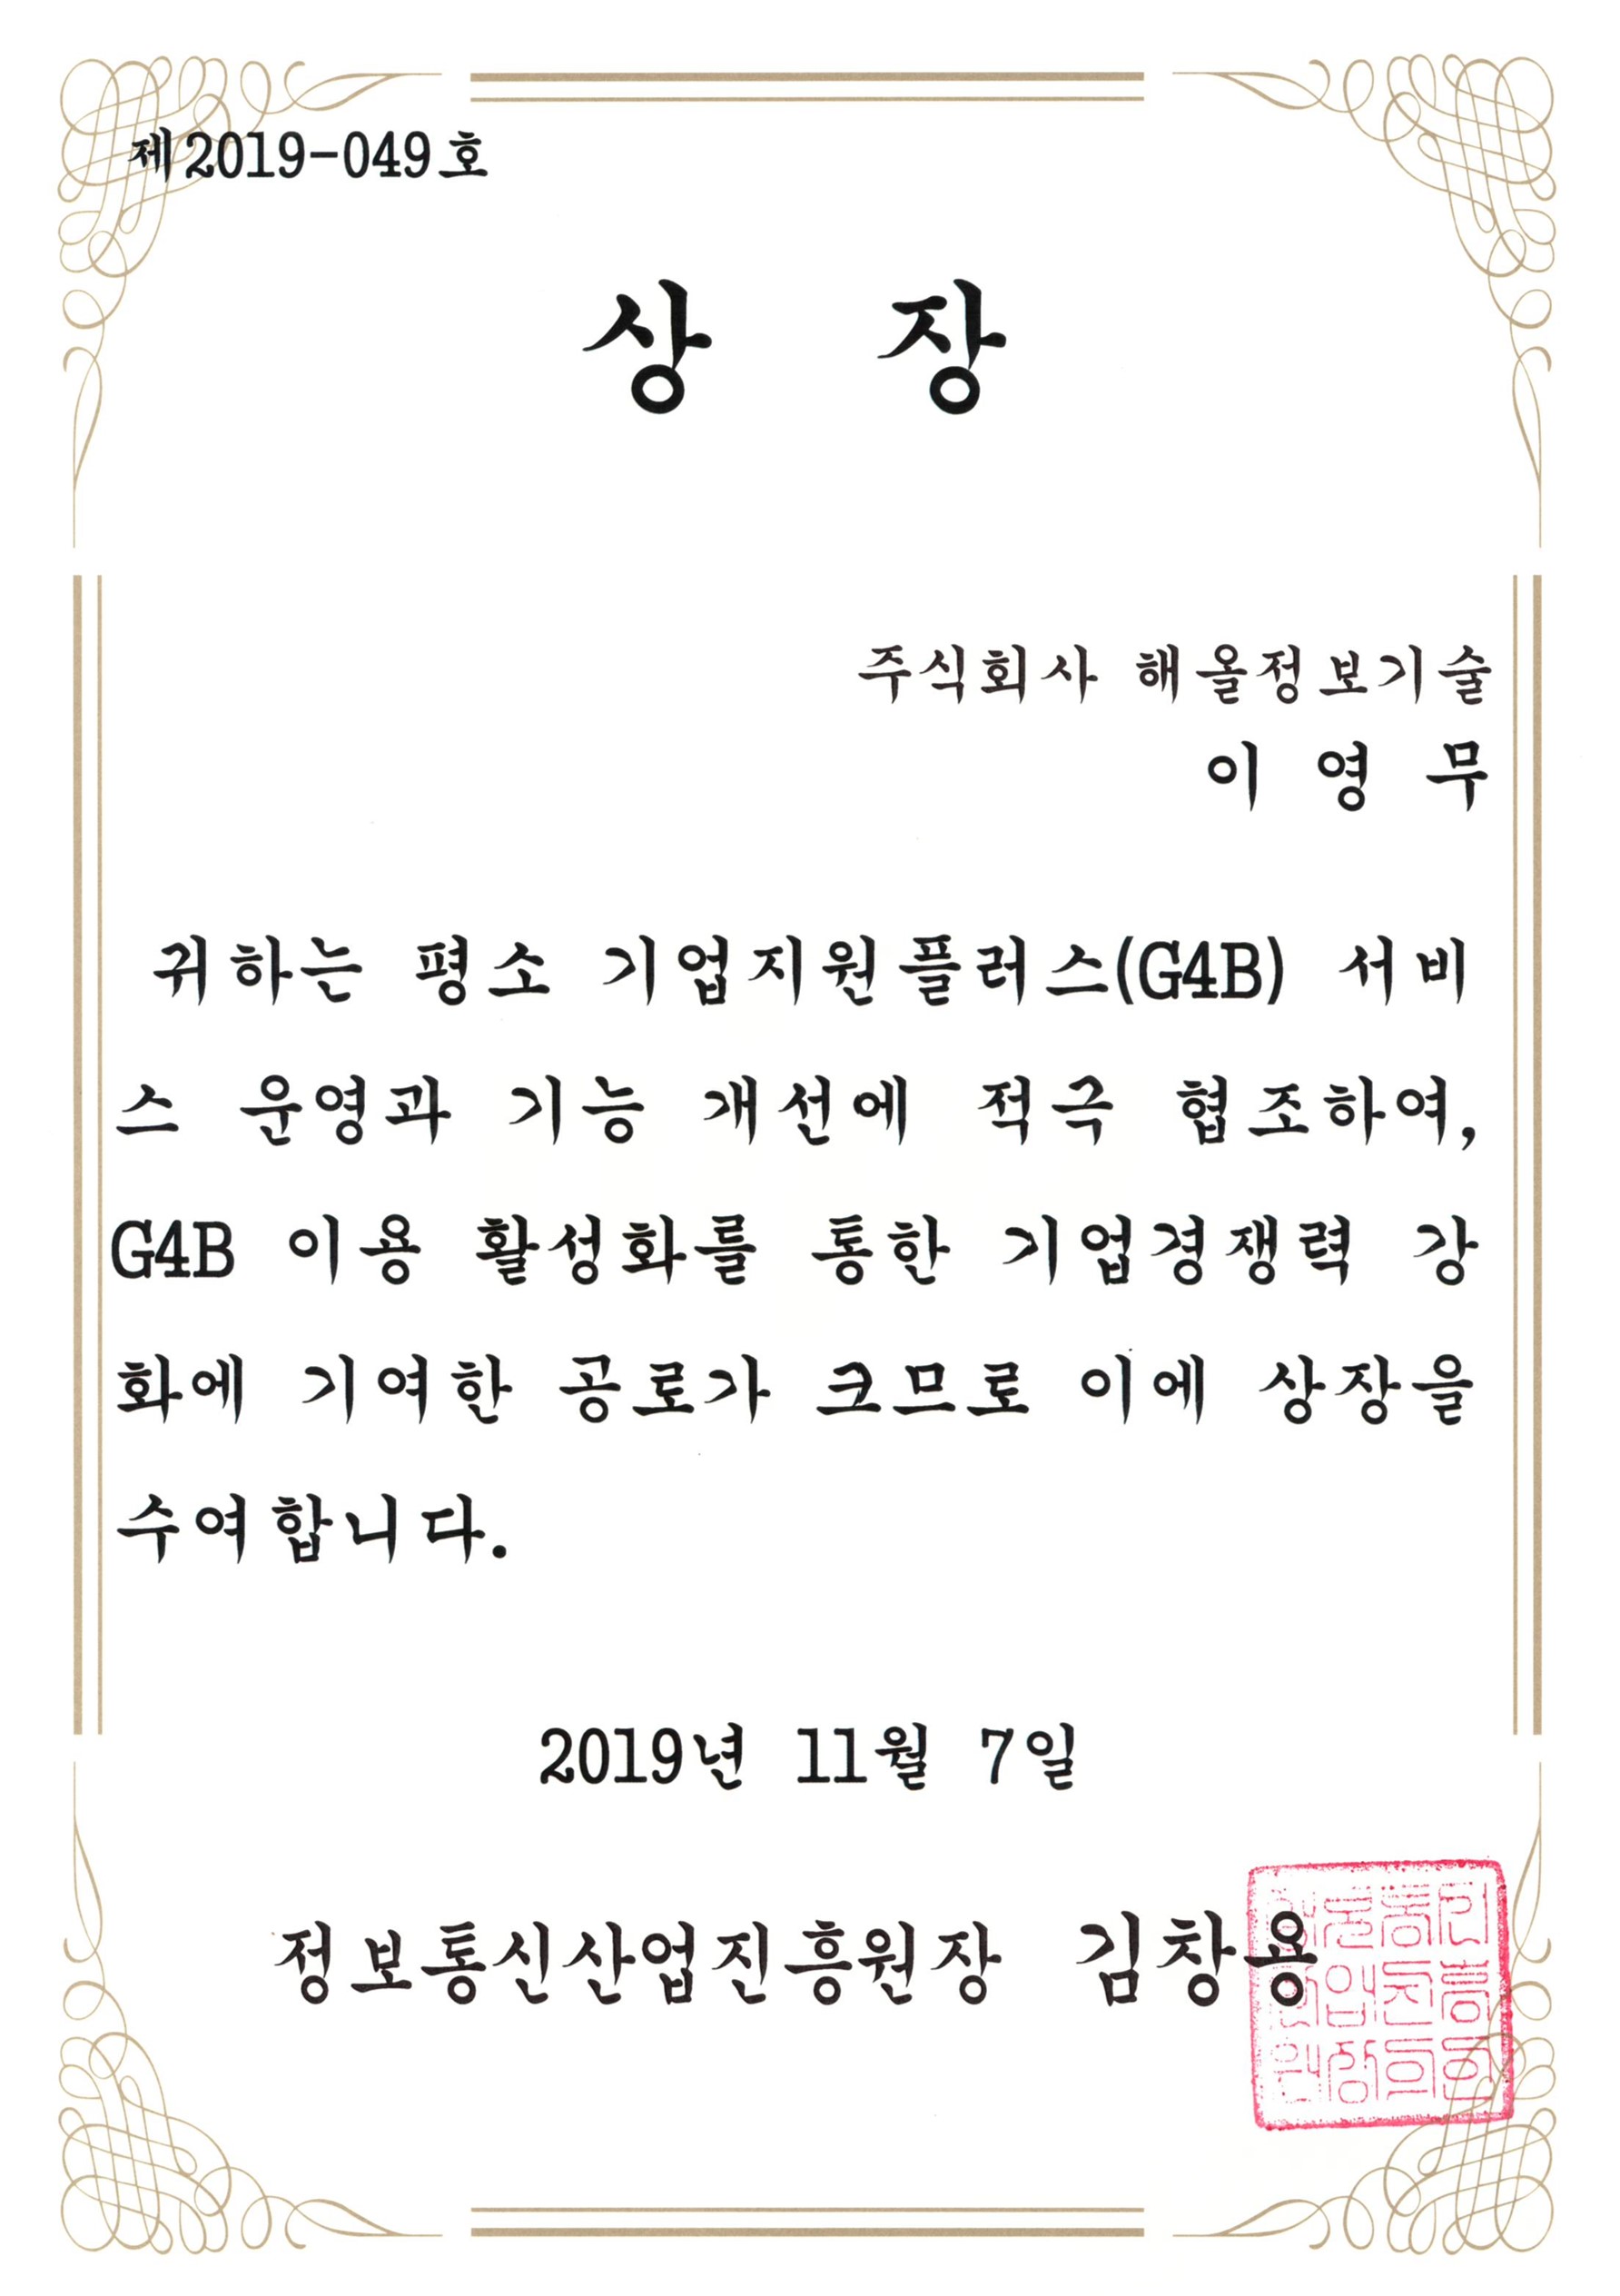 제2019-049호
상 장
주식회사 해올정보기술
이 영 무
귀하는 평소 기업지원플러스(G4B) 서비
스 운영과 기능 개선에 적극 협조하여,
G4B 이용 활성화를 통한 기업경쟁력 강
화에 기여한 공로가 크므로 이에 상장을
수여합니다.
2019년 11월 7일
정보통신산업진흥원장 김창용